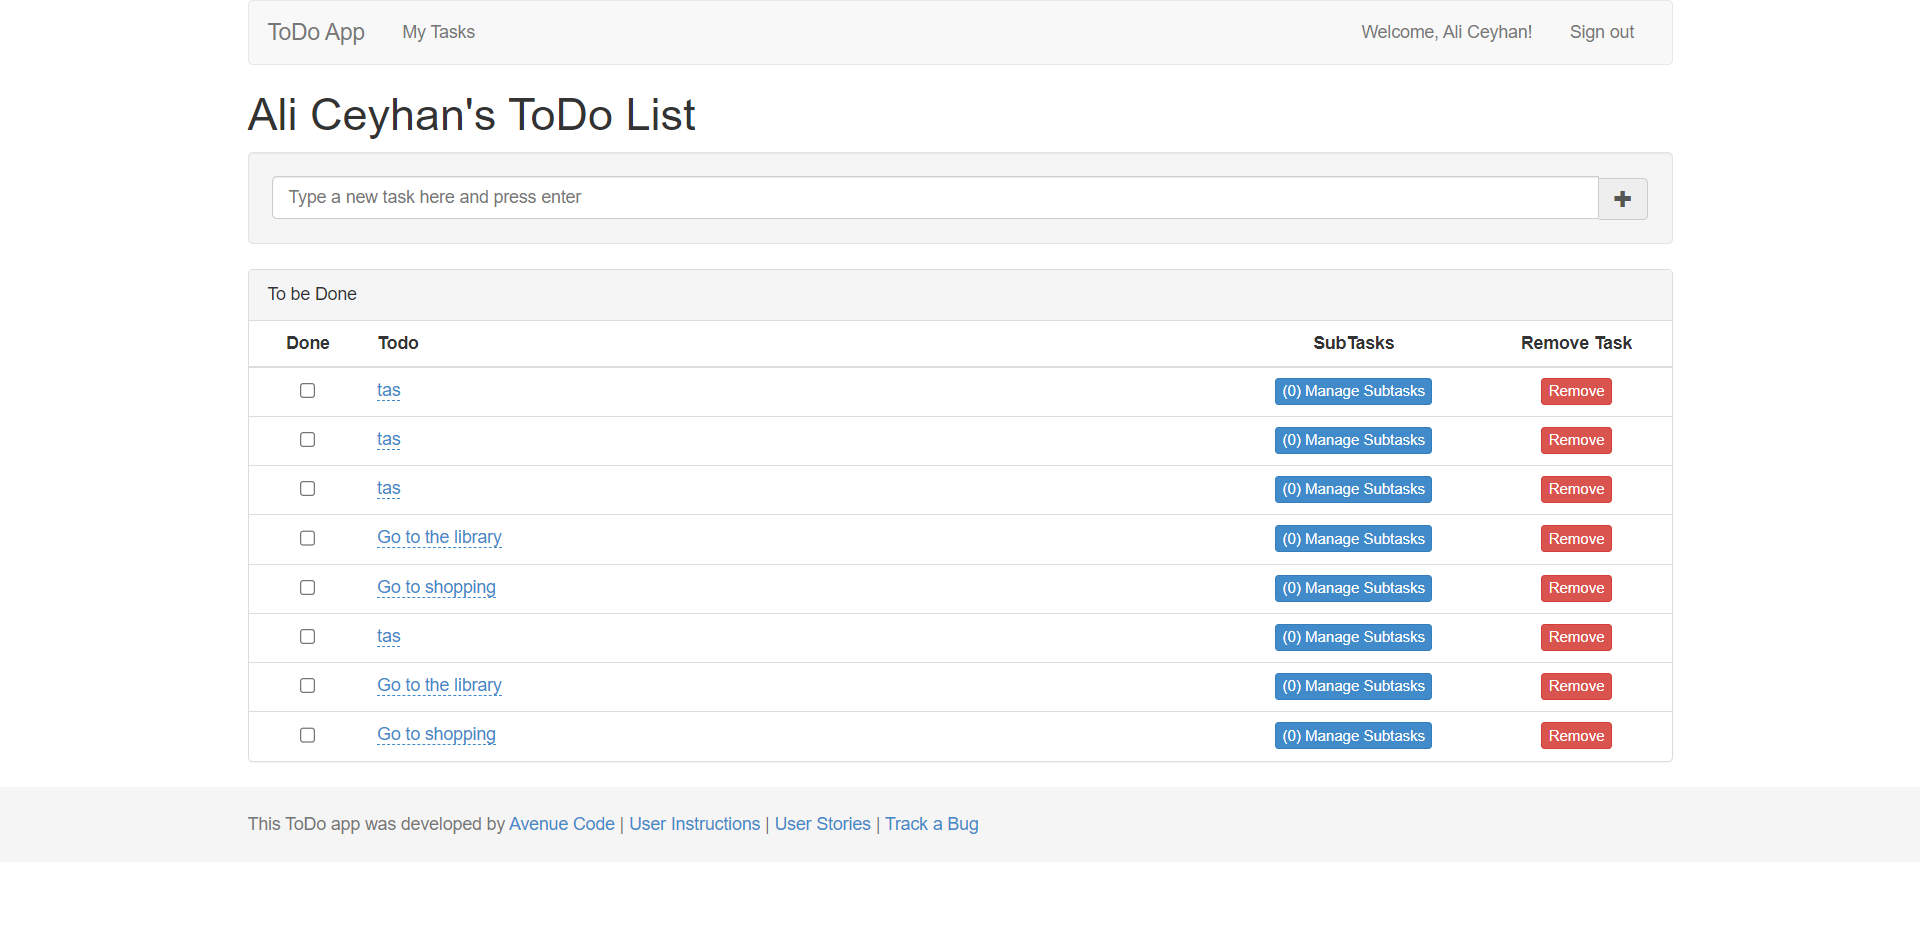 ToDo App My Tasks Welcome, Ali Ceyhan! Sign out
Ali Ceyhan's ToDo List
Type a new task here and press enter
To be Done
Done Todo SubTasks Remove Task
tas (0) Manage Subtasks Remove
tas (0) Manage Subtasks Remove
tas (0) Manage Subtasks Remove
Go to the library (0) Manage Subtasks Remove
Go to shopping (0) Manage Subtasks Remove
tas (0) Manage Subtasks Remove
Go to the library (0) Manage Subtasks Remove
Go to shopping (0) Manage Subtasks Remove
This ToDo app was developed by Avenue Code | User Instructions | User Stories | Track a Bug